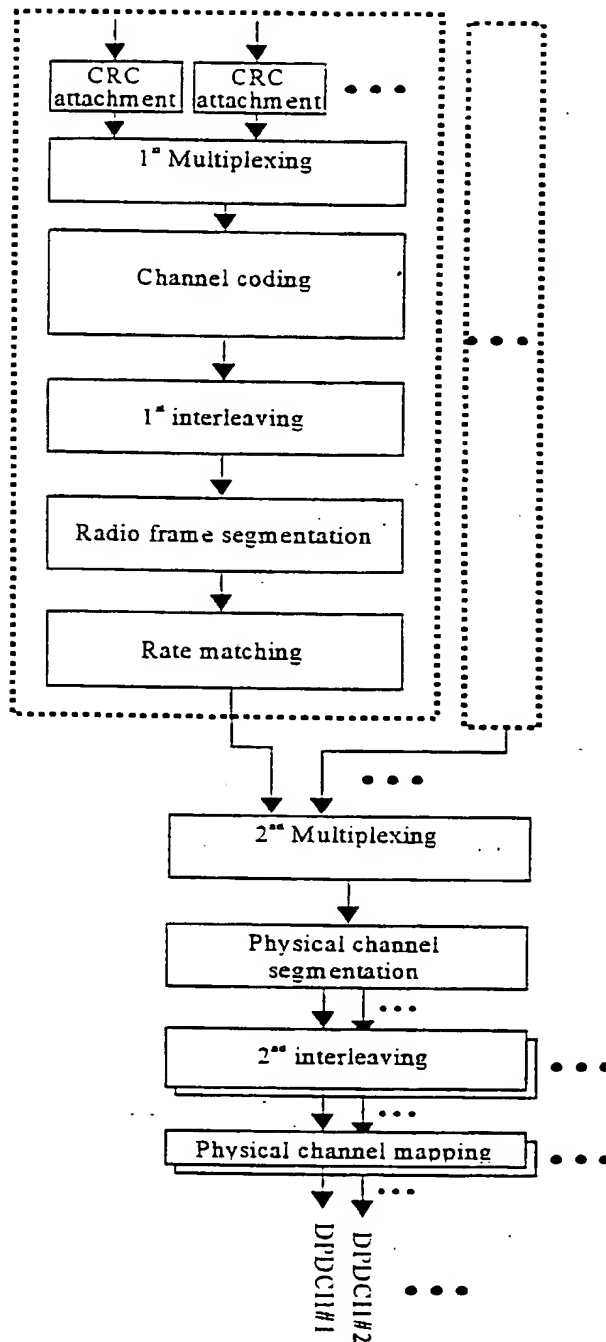 CRC attachment
CRC attachment
1st Multiplexing
Channel coding
1st interleaving
Radio frame segmentation
Rate matching
2nd Multiplexing
Physical channel
segmentation
2nd interleaving
Physical channel mapping
DPDCH#1
DPDCH#2